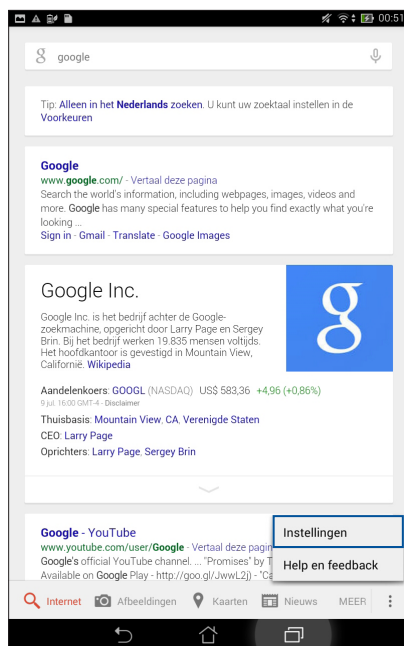 00:51
google
Tip: Alleen in het Nederlands zoeken. U kunt uw zoektaal instellen in de
Voorkeuren
Google
www.google.com/ - Vertaal deze pagina
Search the world's information, including webpages, images, videos and
more. Google has many special features to help you find exactly what you're
looking ...
Sign in - Gmail - Translate - Google Images
Google Inc.
Google Inc. is het bedrijf achter de Google-
zoekmachine, opgericht door Larry Page en Sergey
Brin. Bij het bedrijf werken 19.835 mensen voltijds.
Het hoofdkantoor is gevestigd in Mountain View,
Californië. Wikipedia
Aandelenkoers: GOOGL (NASDAQ) US$ 583,36 +4,96 (+0,86%)
9 jul. 16:00 GMT-4 - Disclaimer
Thuisbasis: Mountain View, CA, Verenigde Staten
CEO: Larry Page
Oprichters: Larry Page, Sergey Brin
Google - YouTube
www.youtube.com/user/Google - Vertaal deze pagin
Google's official YouTube channel. ... "Promises" by T
Available on Google Play - http://goo.gl/JwwL2j) - "Ca
Instellingen
Help en feedback
Internet Afbeeldingen Kaarten Nieuws MEER